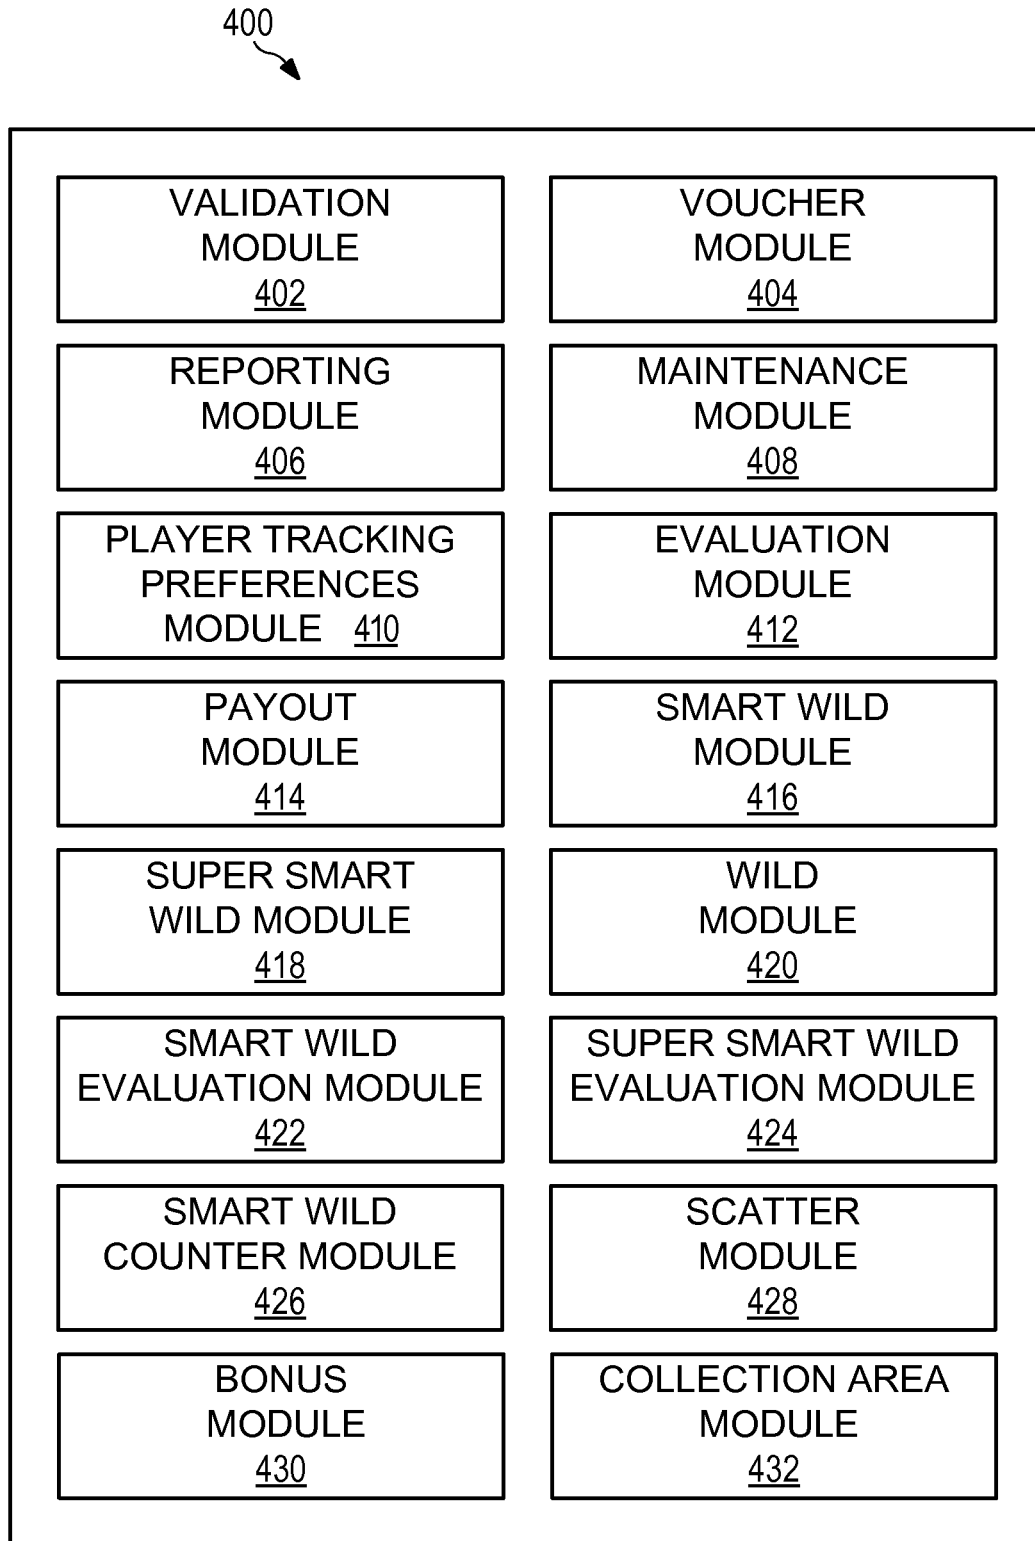 400
VALIDATION
MODULE
402
VOUCHER
MODULE
404
REPORTING
MODULE
406
MAINTENANCE
MODULE
408
PLAYER TRACKING
PREFERENCES
MODULE 410
EVALUATION
MODULE
412
PAYOUT
MODULE
414
SMART WILD
MODULE
416
SUPER SMART
WILD MODULE
418
WILD
MODULE
420
SMART WILD
EVALUATION MODULE
422
SUPER SMART WILD
EVALUATION MODULE
424
SMART WILD
COUNTER MODULE
426
SCATTER
MODULE
428
BONUS
MODULE
430
COLLECTION AREA
MODULE
432